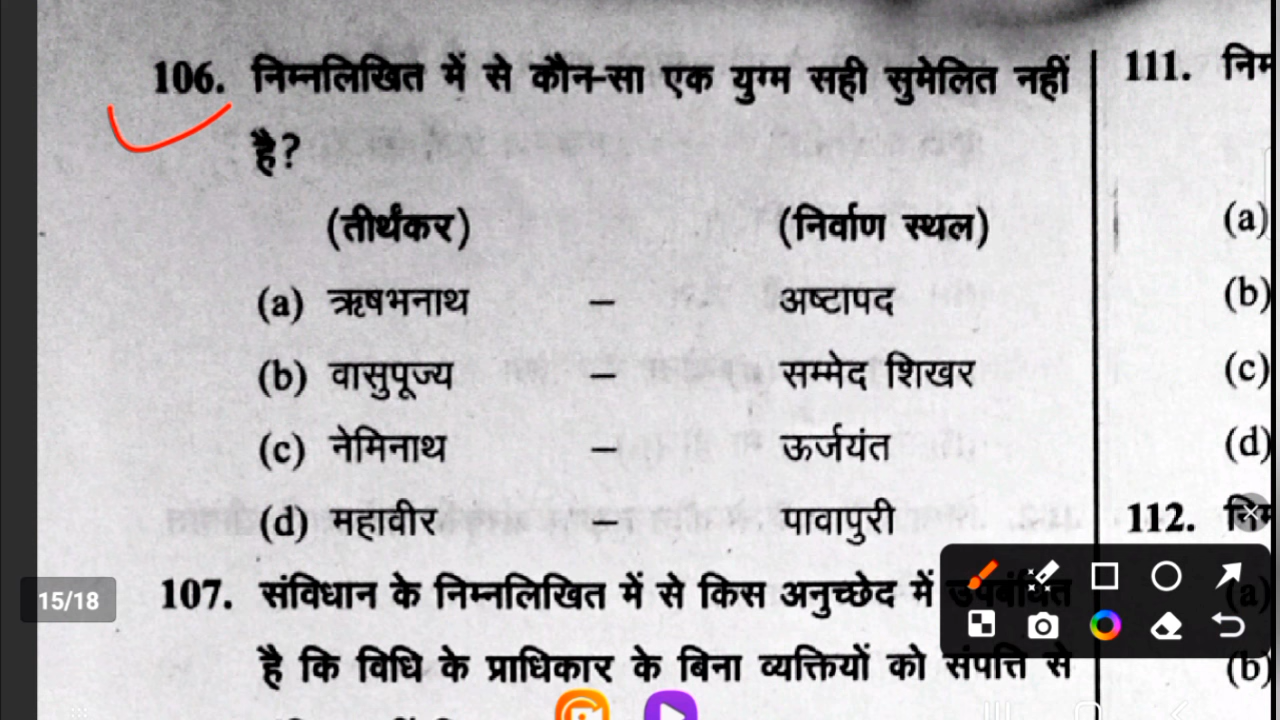 106. निम्नलिखित में से कौन-सा एक युग्म सही सुमेलित नहीं
है?
(तीर्थंकर) (निर्वाण स्थल)
(a) ऋषभनाथ – अष्टापद
(b) वासुपूज्य – सम्मेद शिखर
(c) नेमिनाथ – ऊर्जयंत
(d) महावीर – पावापुरी
107. संविधान के निम्नलिखित में से किस अनुच्छेद में उपबंधित
है कि विधि के प्राधिकार के बिना व्यक्तियों को संपत्ति से
111.
(a)
(b)
(c)
(d)
112.
(a)
(b)
15/18